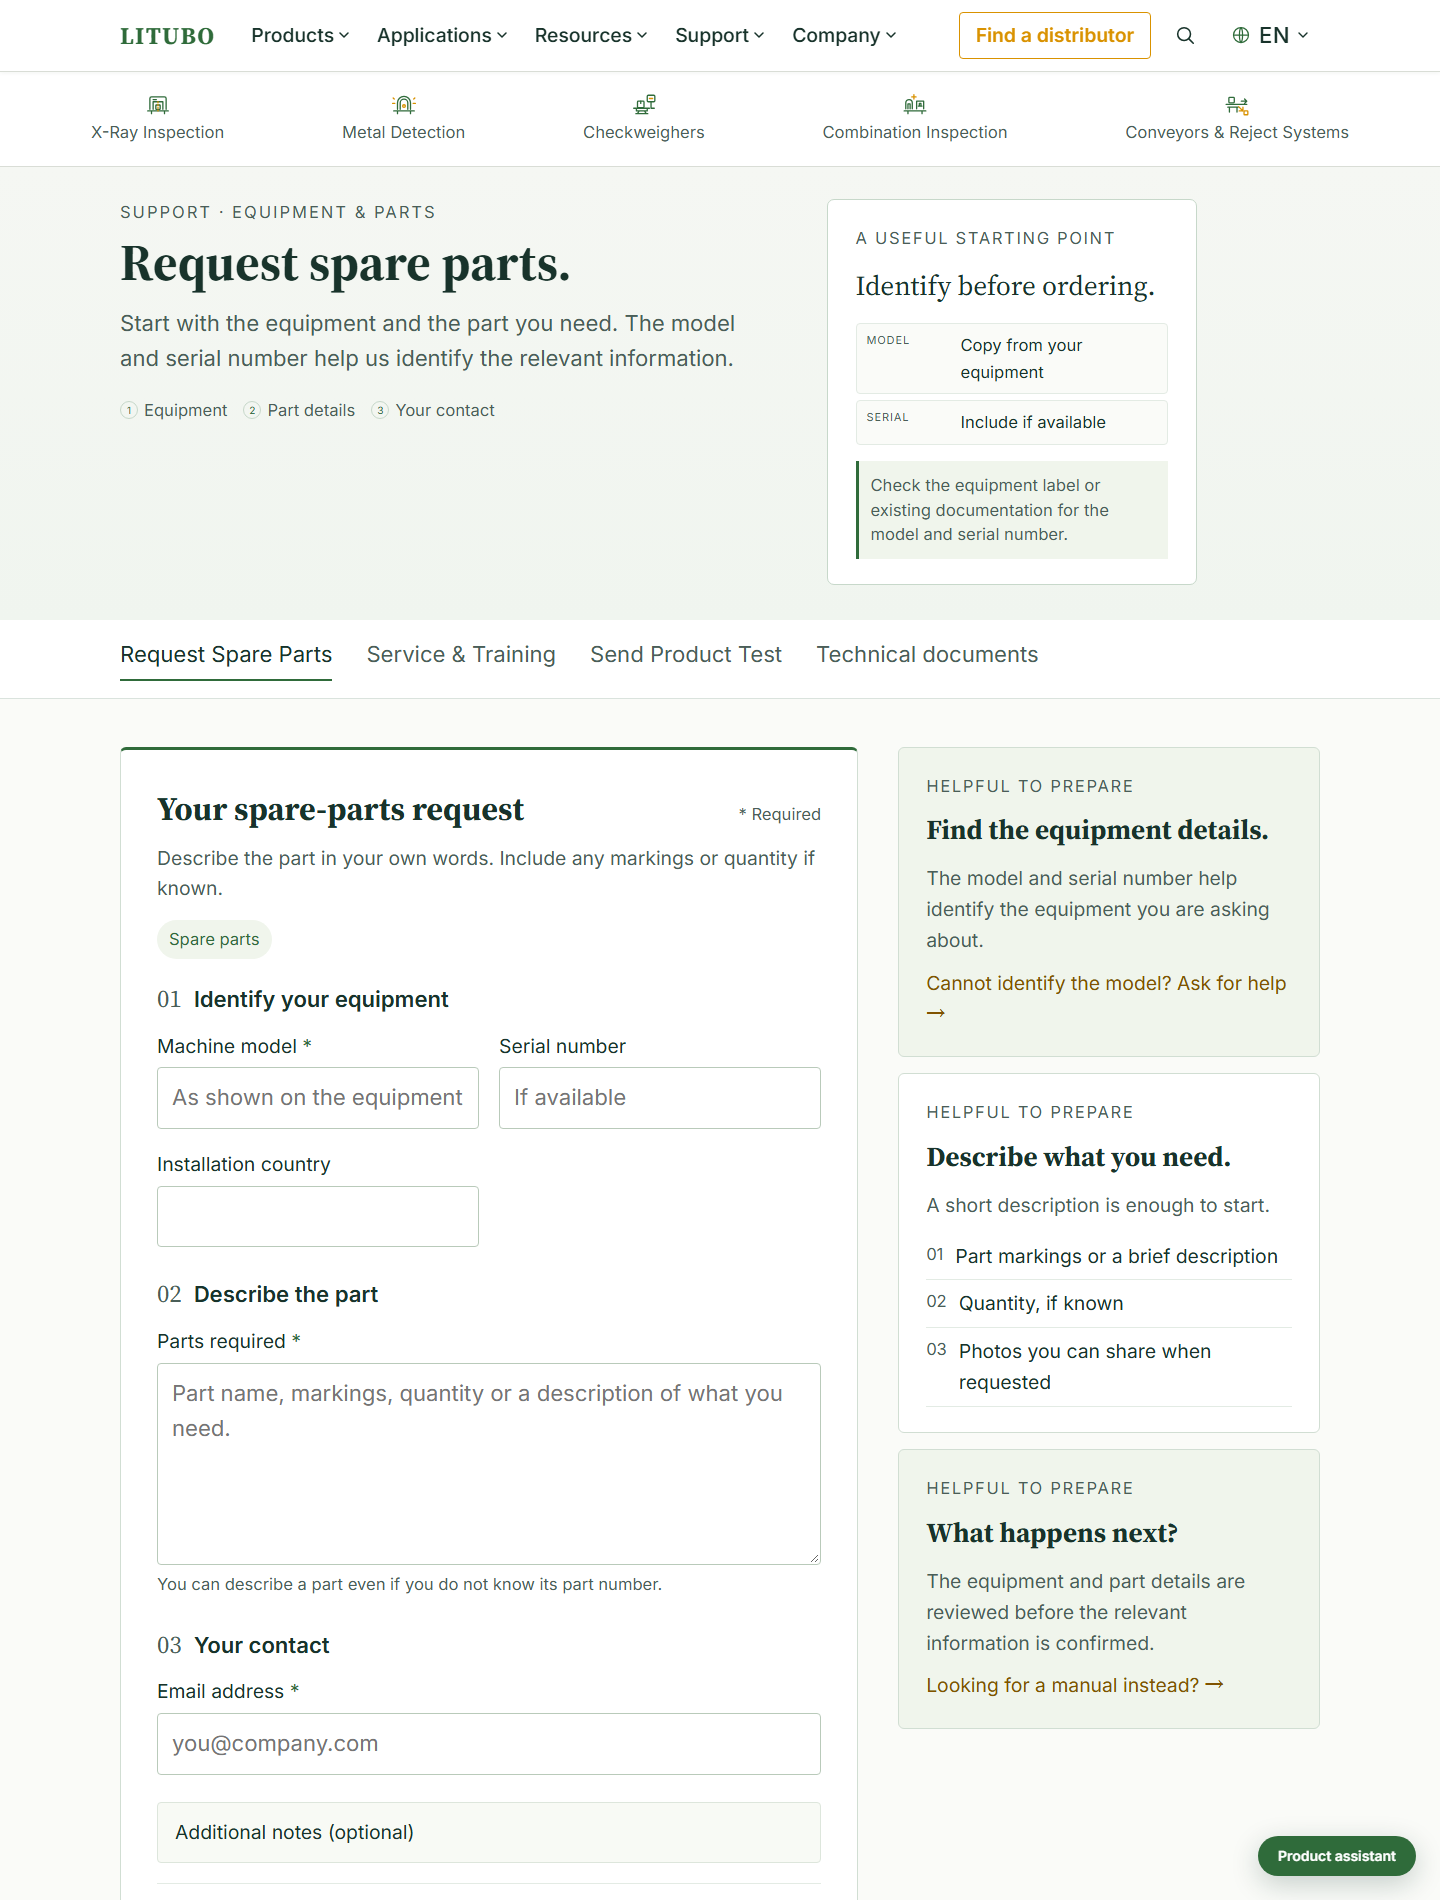 LITUBO
Products
Applications
Resources
Support
Company
Find a distributor
EN
X-Ray Inspection
Metal Detection
Checkweighers
Combination Inspection
Conveyors & Reject Systems
SUPPORT · EQUIPMENT & PARTS
Request spare parts.
Start with the equipment and the part you need. The model
and serial number help us identify the relevant information.
1 Equipment
2 Part details
3 Your contact
A USEFUL STARTING POINT
Identify before ordering.
MODEL
Copy from your
equipment
SERIAL
Include if available
Check the equipment label or
existing documentation for the
model and serial number.
Request Spare Parts
Service & Training
Send Product Test
Technical documents
Your spare-parts request
* Required
Describe the part in your own words. Include any markings or quantity if
known.
Spare parts
01 Identify your equipment
Machine model *
As shown on the equipment
Serial number
If available
Installation country
02 Describe the part
Parts required *
Part name, markings, quantity or a description of what you
need.
You can describe a part even if you do not know its part number.
03 Your contact
Email address *
you@company.com
Additional notes (optional)
HELPFUL TO PREPARE
Find the equipment details.
The model and serial number help
identify the equipment you are asking
about.
Cannot identify the model? Ask for help
→
HELPFUL TO PREPARE
Describe what you need.
A short description is enough to start.
01 Part markings or a brief description
02 Quantity, if known
03 Photos you can share when
requested
HELPFUL TO PREPARE
What happens next?
The equipment and part details are
reviewed before the relevant
information is confirmed.
Looking for a manual instead? →
Product assistant